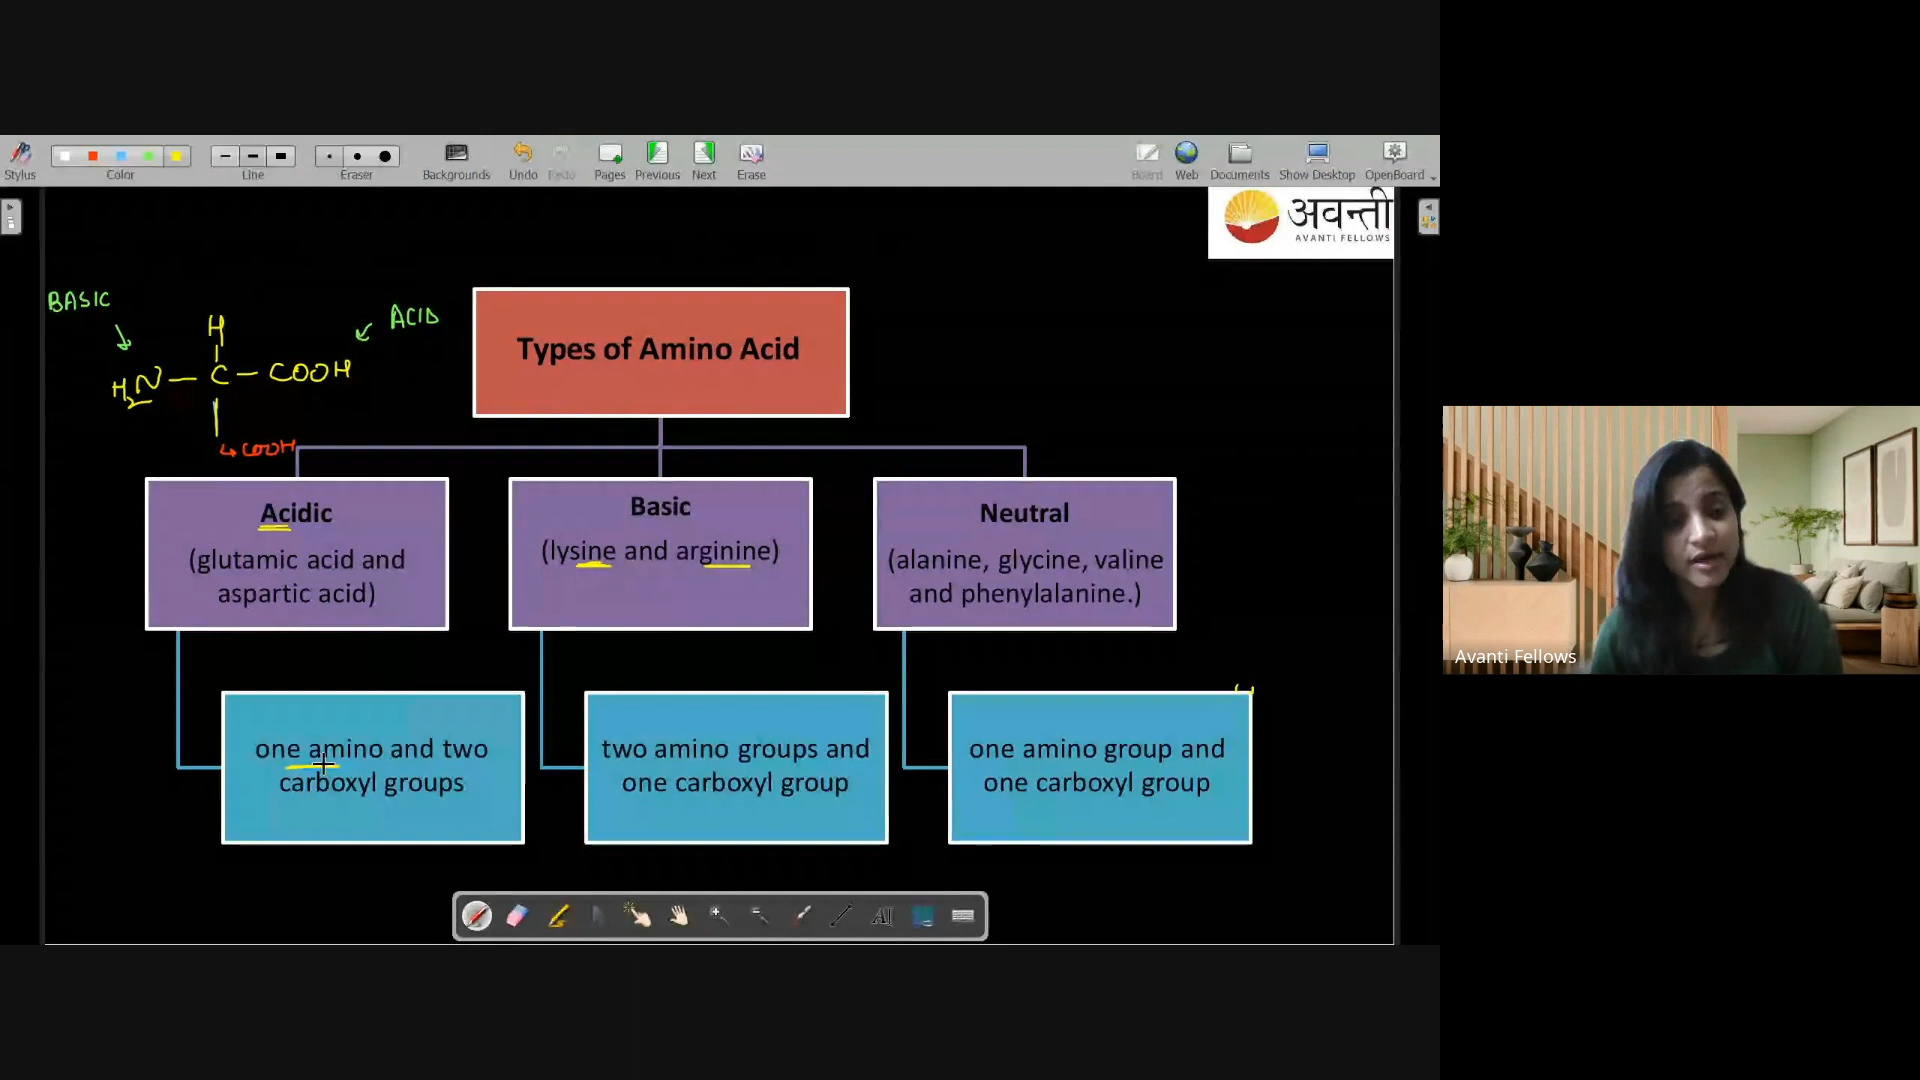 Stylus
Color
Line
Eraser
Backgrounds
Undo
Redo
Pages
Previous
Next
Erase
Board
Web
Documents
Show Desktop
OpenBoard
अवन्ती
AVANTI FELLOWS
BASIC
ACID
H
H2N — C — COOH
COOH
Types of Amino Acid
Acidic
(glutamic acid and
aspartic acid)
Basic
(lysine and arginine)
Neutral
(alanine, glycine, valine
and phenylalanine.)
one amino and two
carboxyl groups
two amino groups and
one carboxyl group
one amino group and
one carboxyl group
Avanti Fellows